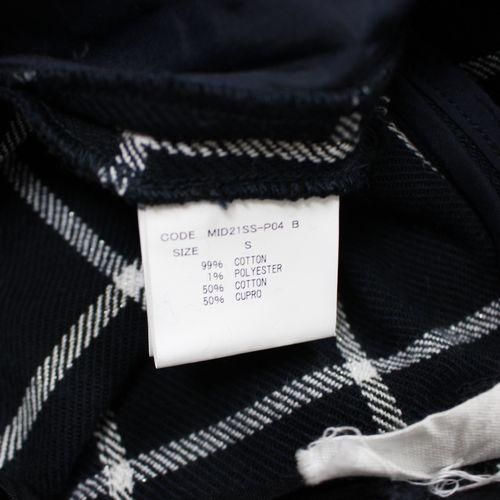 CODE MID21SS-P04 B
SIZE S
99% COTTON
1% POLYESTER
50% COTTON
50% CUPRO